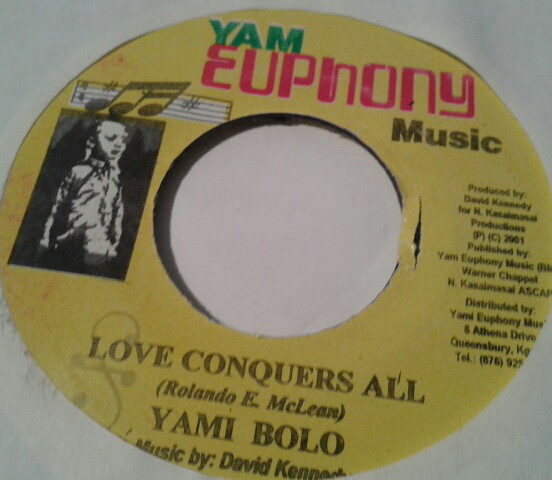 YAM
EUPHONY
Music
Produced by:
David Kennedy
for N. Kasaimasai
Productions
(P) (C) 2001
Published by:
Yam Euphony Music
Warner Chappel
N. Kasaimasai ASCAP
Distributed by:
Yami Euphony
8 Athena Drive
Queensbury,
Tel.: (876)
LOVE CONQUERS ALL
(Rolando E. McLean)
YAMI BOLO
Music by: David